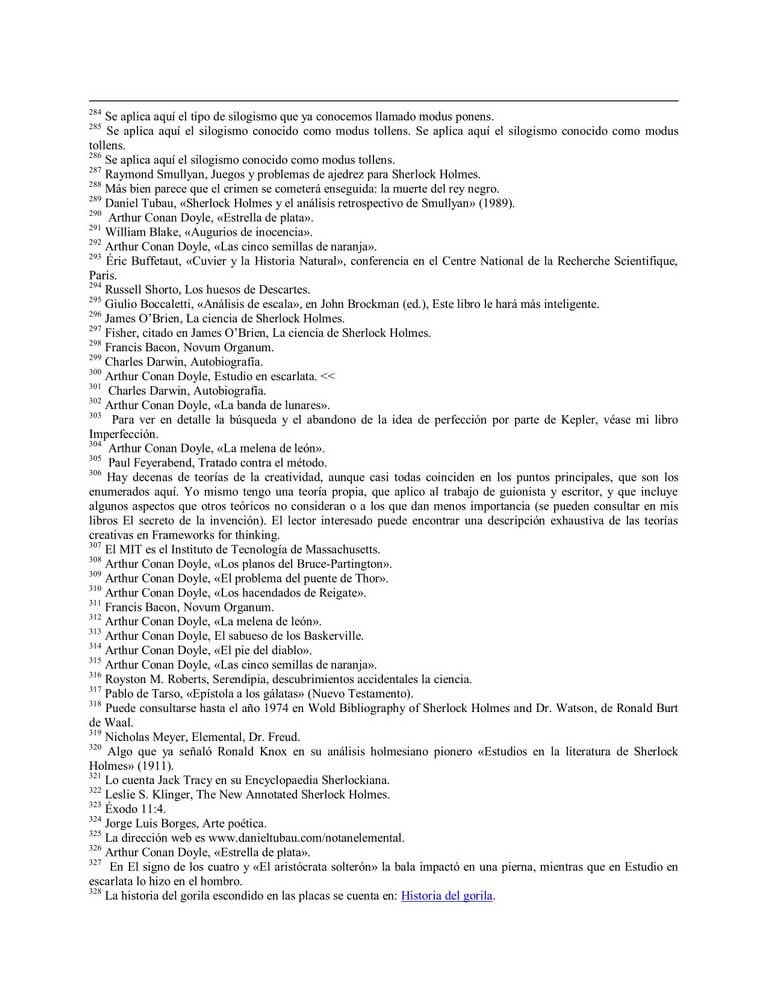 284 Se aplica aquí el tipo de silogismo que ya conocemos llamado modus ponens.
285 Se aplica aquí el silogismo conocido como modus tollens. Se aplica aquí el silogismo conocido como modus
tollens.
286 Se aplica aquí el silogismo conocido como modus tollens.
287 Raymond Smullyan, Juegos y problemas de ajedrez para Sherlock Holmes.
288 Más bien parece que el crimen se cometerá enseguida: la muerte del rey negro.
289 Daniel Tubau, «Sherlock Holmes y el análisis retrospectivo de Smullyan» (1989).
290 Arthur Conan Doyle, «Estrella de plata».
291 William Blake, «Augurios de inocencia».
292 Arthur Conan Doyle, «Las cinco semillas de naranja».
293 Éric Buffetaut, «Cuvier y la Historia Natural», conferencia en el Centre National de la Recherche Scientifique,
Paris.
294 Russell Shorto, Los huesos de Descartes.
295 Giulio Boccaletti, «Análisis de escala», en John Brockman (ed.), Este libro le hará más inteligente.
296 James O’Brien, La ciencia de Sherlock Holmes.
297 Fisher, citado en James O’Brien, La ciencia de Sherlock Holmes.
298 Francis Bacon, Novum Organum.
299 Charles Darwin, Autobiografía.
300 Arthur Conan Doyle, Estudio en escarlata. <<
301 Charles Darwin, Autobiografía.
302 Arthur Conan Doyle, «La banda de lunares».
303 Para ver en detalle la búsqueda y el abandono de la idea de perfección por parte de Kepler, véase mi libro
Imperfección.
304 Arthur Conan Doyle, «La melena de león».
305 Paul Feyerabend, Tratado contra el método.
306 Hay decenas de teorías de la creatividad, aunque casi todas coinciden en los puntos principales, que son los
enumerados aquí. Yo mismo tengo una teoría propia, que aplico al trabajo de guionista y escritor, y que incluye
algunos aspectos que otros teóricos no consideran o a los que dan menos importancia (se pueden consultar en mis
libros El secreto de la invención). El lector interesado puede encontrar una descripción exhaustiva de las teorías
creativas en Frameworks for thinking.
307 El MIT es el Instituto de Tecnología de Massachusetts.
308 Arthur Conan Doyle, «Los planos del Bruce-Partington».
309 Arthur Conan Doyle, «El problema del puente de Thor».
310 Arthur Conan Doyle, «Los hacendados de Reigate».
311 Francis Bacon, Novum Organum.
312 Arthur Conan Doyle, «La melena de león».
313 Arthur Conan Doyle, El sabueso de los Baskerville.
314 Arthur Conan Doyle, «El pie del diablo».
315 Arthur Conan Doyle, «Las cinco semillas de naranja».
316 Royston M. Roberts, Serendipia, descubrimientos accidentales la ciencia.
317 Pablo de Tarso, «Epístola a los gálatas» (Nuevo Testamento).
318 Puede consultarse hasta el año 1974 en Wold Bibliography of Sherlock Holmes and Dr. Watson, de Ronald Burt
de Waal.
319 Nicholas Meyer, Elemental, Dr. Freud.
320 Algo que ya señaló Ronald Knox en su análisis holmesiano pionero «Estudios en la literatura de Sherlock
Holmes» (1911).
321 Lo cuenta Jack Tracy en su Encyclopaedia Sherlockiana.
322 Leslie S. Klinger, The New Annotated Sherlock Holmes.
323 Éxodo 11:4.
324 Jorge Luis Borges, Arte poética.
325 La dirección web es www.danieltubau.com/notanelemental.
326 Arthur Conan Doyle, «Estrella de plata».
327 En El signo de los cuatro y «El aristócrata solterón» la bala impactó en una pierna, mientras que en Estudio en
escarlata lo hizo en el hombro.
328 La historia del gorila escondido en las placas se cuenta en: Historia del gorila.